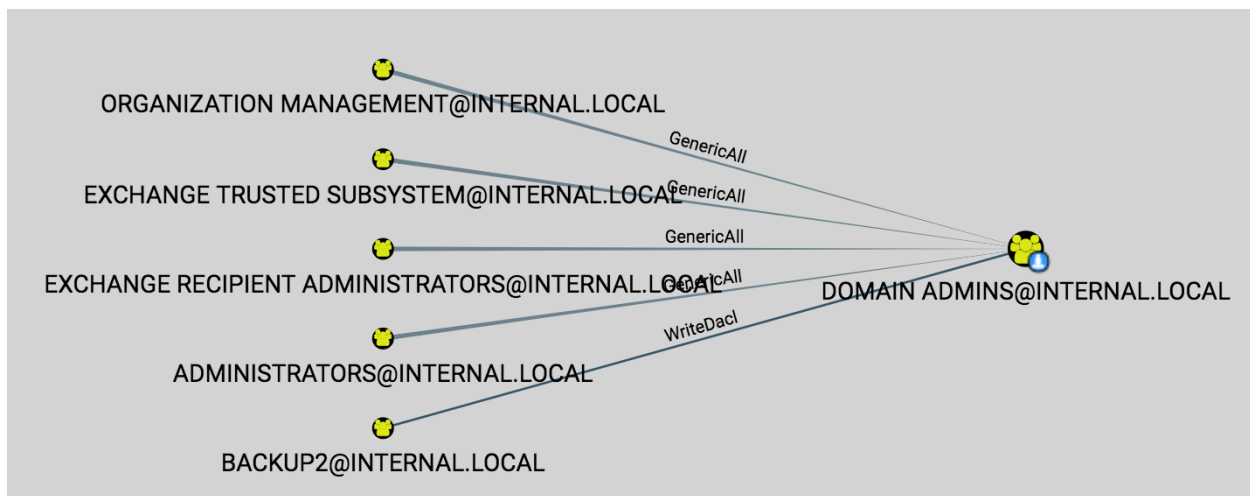 ORGANIZATION MANAGEMENT@INTERNAL.LOCAL
GenericAll
EXCHANGE TRUSTED SUBSYSTEM@INTERNAL.LOCAL
GenericAll
GenericAll
EXCHANGE RECIPIENT ADMINISTRATORS@INTERNAL.LOCAL
GenericAll
DOMAIN ADMINS@INTERNAL.LOCAL
WriteDacl
ADMINISTRATORS@INTERNAL.LOCAL
BACKUP2@INTERNAL.LOCAL